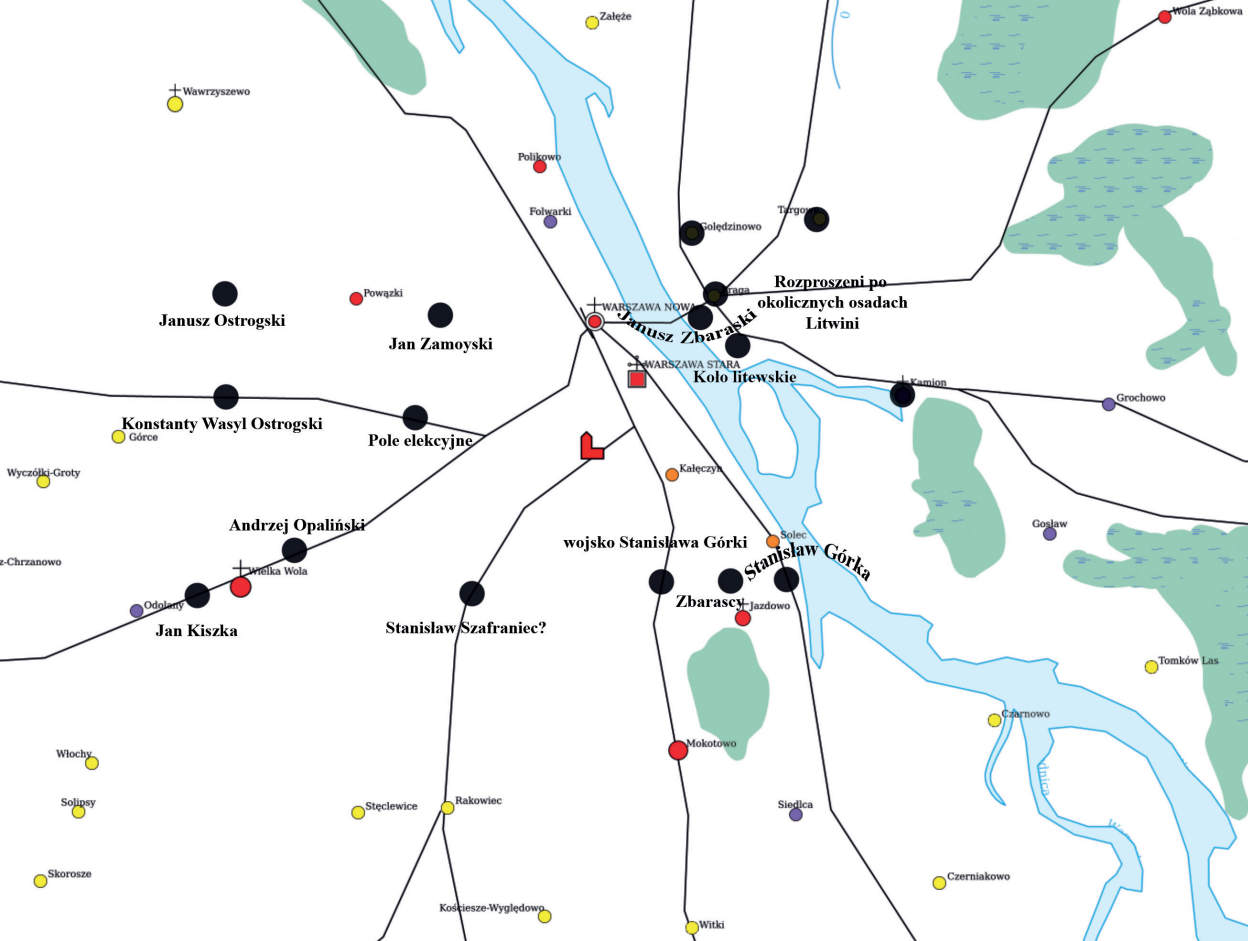 Załęże
Wola Ząbkowa
Wawrzyszewo
Polikowo
Folwarki
Targowe
Golędzinowo
Rozproszeni po
okolicznych osadach
Litwini
Powązki
Janusz Ostrogski
WARSZAWA NOWA
Janusz Zbaraski
Jan Zamoyski
WARSZAWA STARA
Koło litewskie
Kamion
Grochowo
Konstanty Wasyl Ostrogski
Górce
Pole elekcyjne
Wyczółki-Groty
Kałęczyn
Andrzej Opaliński
Gosław
Solec
wojsko Stanisława Górki
Stanisław Górka
z-Chrzanowo
Wielka Wola
Odolany
Zbarascy
Jazdowo
Jan Kiszka
Stanisław Szafraniec?
Tomków Las
Czarnowo
Mokotowo
Włochy
dnica
Solipsy
Stęclewice
Rakowiec
Siedlca
Skorosze
Czerniakowo
Kościesze-Wyględowo
Witki